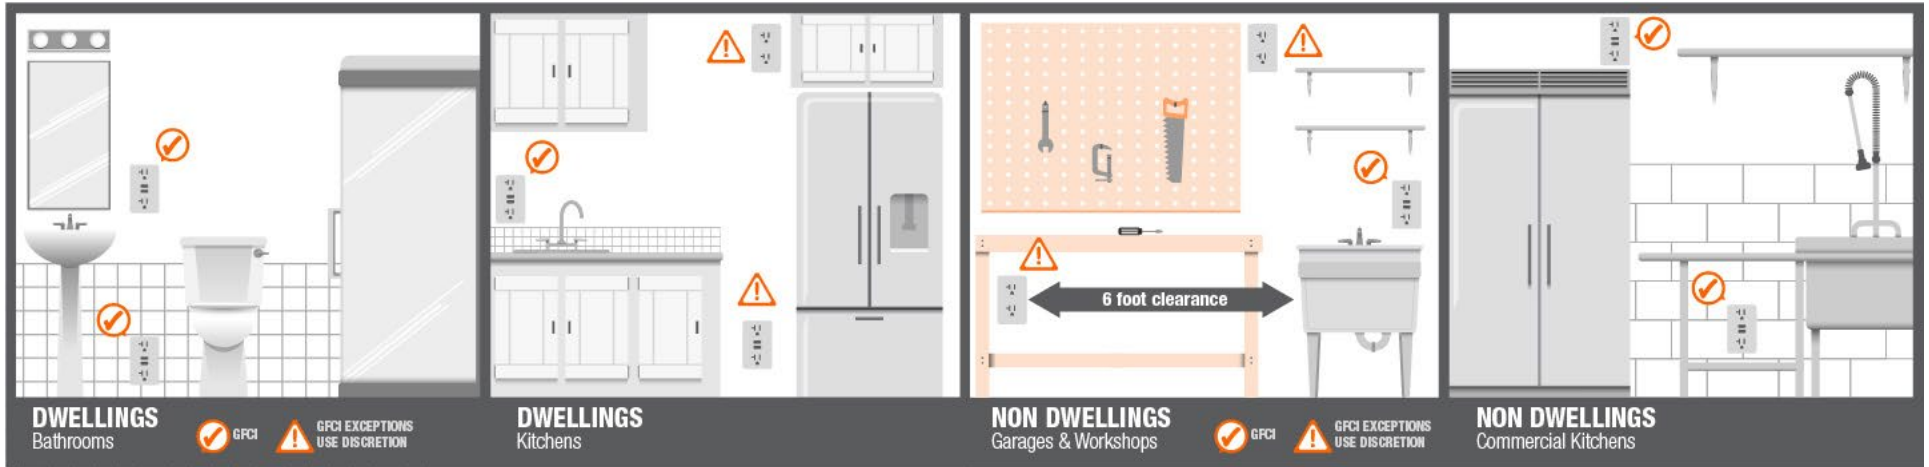 6 foot clearance
DWELLINGS
Bathrooms
GFCI
GFCI EXCEPTIONS
USE DISCRETION
DWELLINGS
Kitchens
NON DWELLINGS
Garages & Workshops
GFCI
GFCI EXCEPTIONS
USE DISCRETION
NON DWELLINGS
Commercial Kitchens